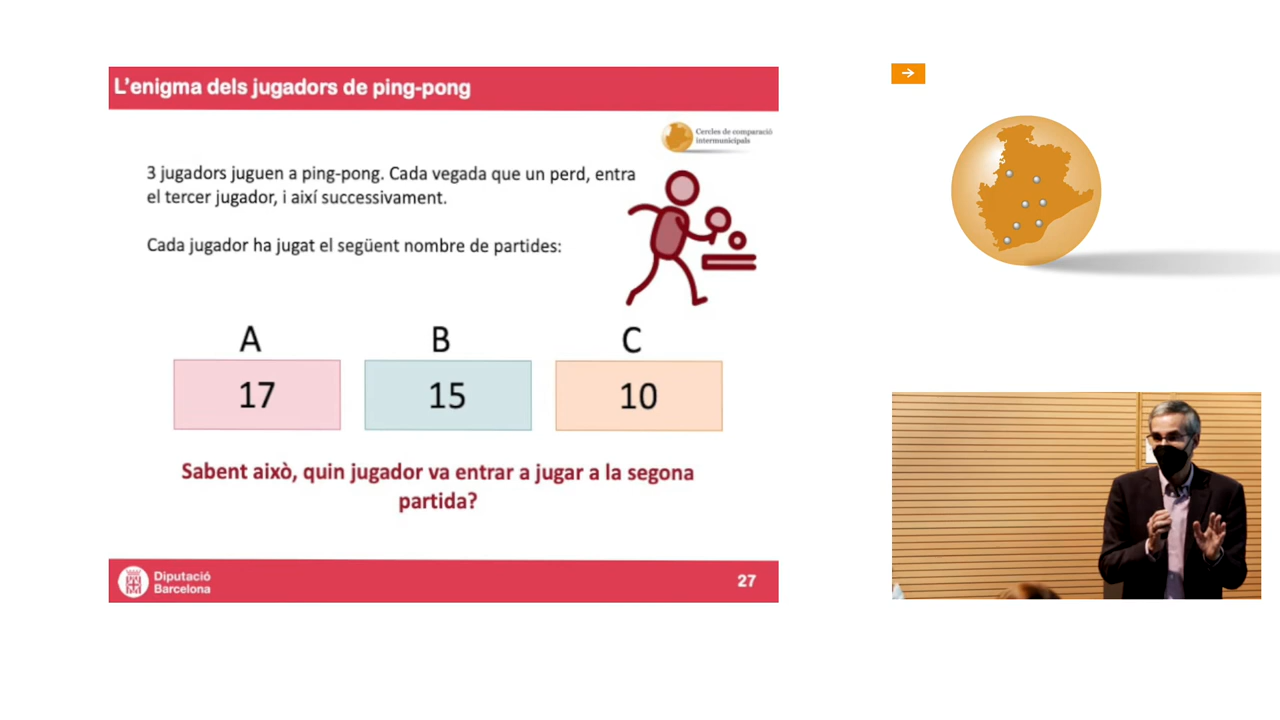 L'enigma dels jugadors de ping-pong
Cercles de comparació
intermunicipals
3 jugadors juguen a ping-pong. Cada vegada que un perd, entra
el tercer jugador, i així successivament.
Cada jugador ha jugat el següent nombre de partides:
A
B
C
17
15
10
Sabent això, quin jugador va entrar a jugar a la segona
partida?
Diputació
Barcelona
27